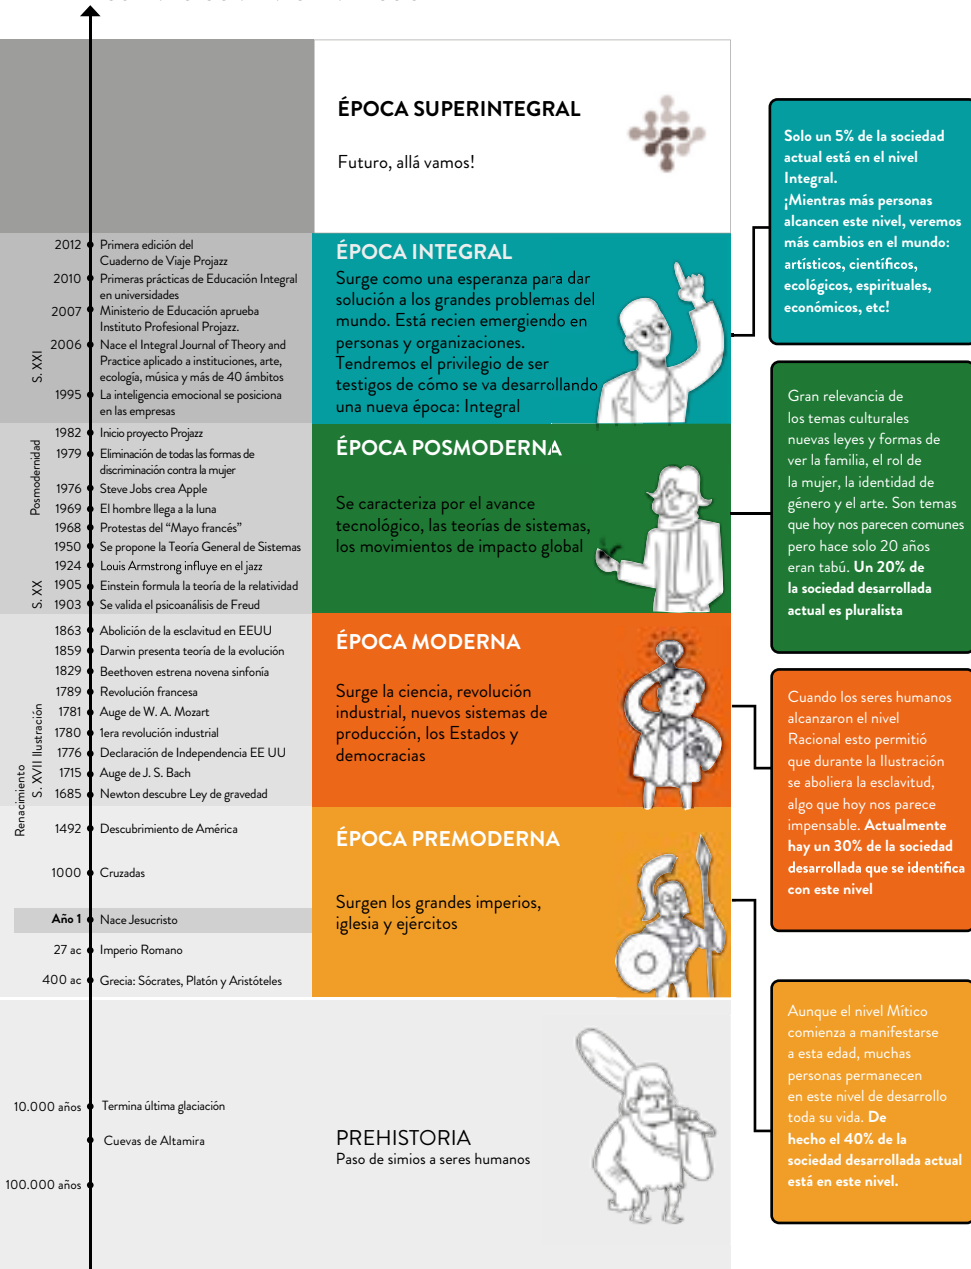 ÉPOCA SUPERINTEGRAL
Futuro, allá vamos!
Solo un 5% de la sociedad
actual está en el nivel
Integral.
¡Mientras más personas
alcancen este nivel, veremos
más cambios en el mundo:
artísticos, científicos,
ecológicos, espirituales,
económicos, etc!
S. XXI
2012 Primera edición del
Cuaderno de Viaje Projazz
2010 Primeras prácticas de Educación Integral
en universidades
2007 Ministerio de Educación aprueba
Instituto Profesional Projazz.
2006 Nace el Integral Journal of Theory and
Practice aplicado a instituciones, arte,
ecología, música y más de 40 ámbitos
1995 La inteligencia emocional se posiciona
en las empresas
ÉPOCA INTEGRAL
Surge como una esperanza para dar
solución a los grandes problemas del
mundo. Está recien emergiendo en
personas y organizaciones.
Tendremos el privilegio de ser
testigos de cómo se va desarrollando
una nueva época: Integral
Posmodernidad
S. XX
1982 Inicio proyecto Projazz
1979 Eliminación de todas las formas de
discriminación contra la mujer
1976 Steve Jobs crea Apple
1969 El hombre llega a la luna
1968 Protestas del “Mayo francés”
1950 Se propone la Teoría General de Sistemas
1924 Louis Armstrong influye en el jazz
1905 Einstein formula la teoría de la relatividad
1903 Se valida el psicoanálisis de Freud
ÉPOCA POSMODERNA
Se caracteriza por el avance
tecnológico, las teorías de sistemas,
los movimientos de impacto global
Gran relevancia de
los temas culturales
nuevas leyes y formas de
ver la familia, el rol de
la mujer, la identidad de
género y el arte. Son temas
que hoy nos parecen comunes
pero hace solo 20 años
eran tabú. Un 20% de
la sociedad desarrollada
actual es pluralista
Renacimiento
S. XVII Ilustración
1863 Abolición de la esclavitud en EEUU
1859 Darwin presenta teoría de la evolución
1829 Beethoven estrena novena sinfonía
1789 Revolución francesa
1781 Auge de W. A. Mozart
1780 1era revolución industrial
1776 Declaración de Independencia EE UU
1715 Auge de J. S. Bach
1685 Newton descubre Ley de gravedad
ÉPOCA MODERNA
Surge la ciencia, revolución
industrial, nuevos sistemas de
producción, los Estados y
democracias
Cuando los seres humanos
alcanzaron el nivel
Racional esto permitió
que durante la Ilustración
se aboliera la esclavitud,
algo que hoy nos parece
impensable. Actualmente
hay un 30% de la sociedad
desarrollada que se identifica
con este nivel
1492 Descubrimiento de América
1000 Cruzadas
Año 1 Nace Jesucristo
27 ac Imperio Romano
400 ac Grecia: Sócrates, Platón y Aristóteles
ÉPOCA PREMODERNA
Surgen los grandes imperios,
iglesia y ejércitos
Aunque el nivel Mítico
comienza a manifestarse
a esta edad, muchas
personas permanecen
en este nivel de desarrollo
toda su vida. De
hecho el 40% de la
sociedad desarrollada actual
está en este nivel.
10.000 años Termina última glaciación
Cuevas de Altamira
100.000 años
PREHISTORIA
Paso de simios a seres humanos